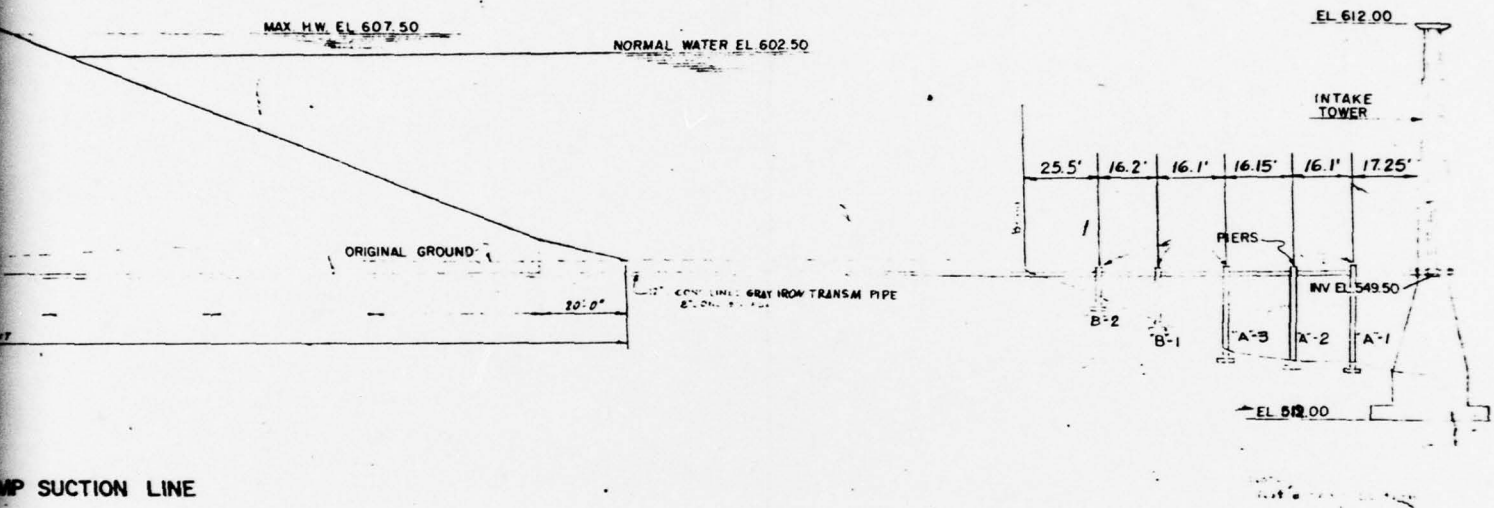 MAX. H.W. EL 607.50
NORMAL WATER EL.602.50
EL 612.00
INTAKE
TOWER
25.5' 16.2' 16.1' 16.15' 16.1' 17.25'
ORIGINAL GROUND
PIERS
INV EL.549.50
GRAY IRON TRANSM PIPE
20'-0"
"B"-2
"B"-1
"A"-3
"A"-2
"A"-1
EL
SUCTION LINE